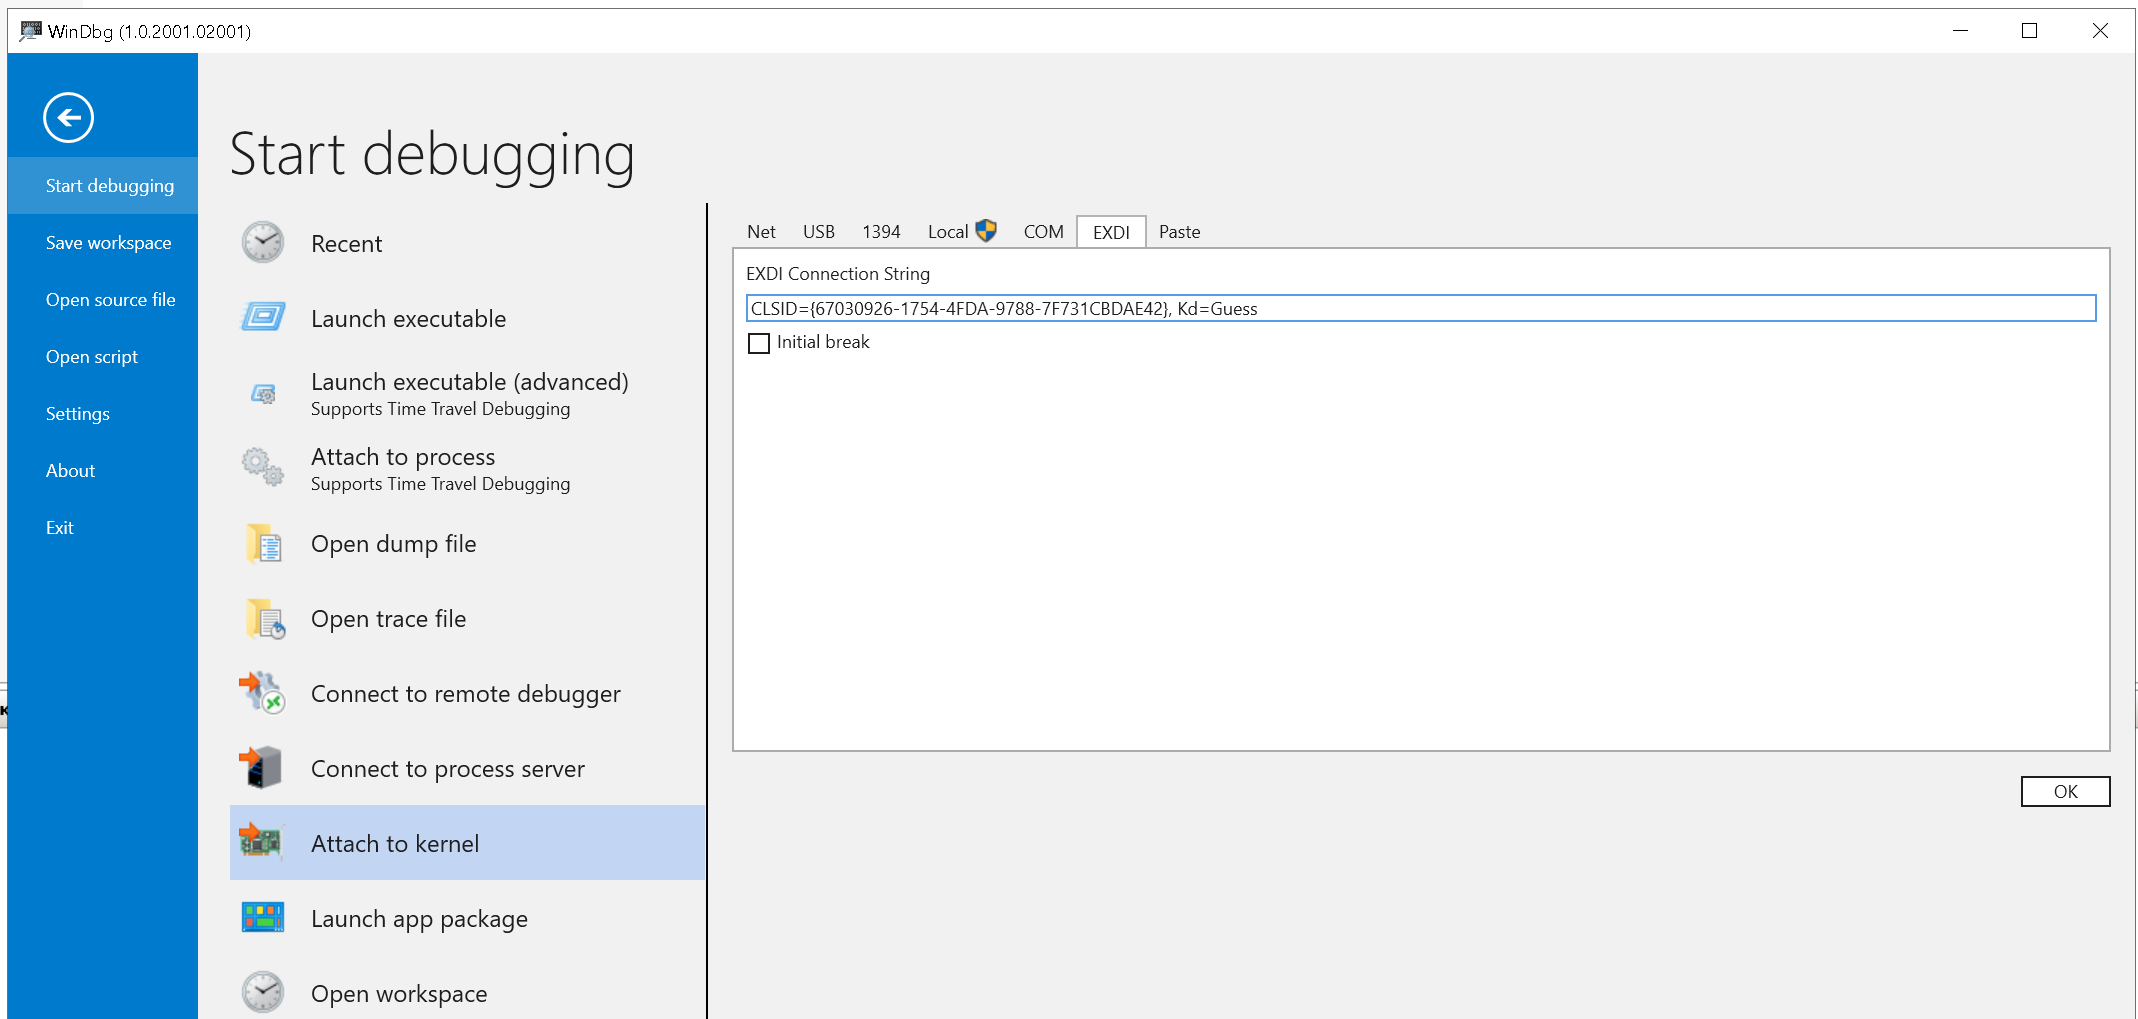 WinDbg (1.0.2001.02001)
Start debugging
Save workspace
Open source file
Open script
Settings
About
Exit
Start debugging
Recent
Launch executable
Launch executable (advanced)
Supports Time Travel Debugging
Attach to process
Supports Time Travel Debugging
Open dump file
Open trace file
Connect to remote debugger
Connect to process server
Attach to kernel
Launch app package
Open workspace
Net USB 1394 Local COM EXDI Paste
EXDI Connection String
CLSID={67030926-1754-4FDA-9788-7F731CBDAE42}, Kd=Guess
Initial break
OK